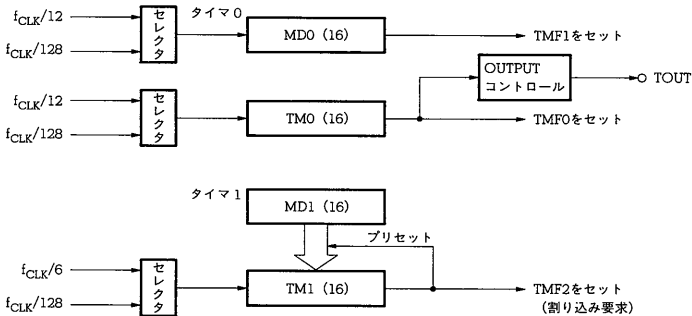 fCLK/12
fCLK/128
セレクタ
タイマ0
MD0 (16)
TMF1をセット
OUTPUT
コントロール
TOUT
fCLK/12
fCLK/128
セレクタ
TM0 (16)
TMF0をセット
タイマ1
MD1 (16)
プリセット
fCLK/6
fCLK/128
セレクタ
TM1 (16)
TMF2をセット
(割り込み要求)